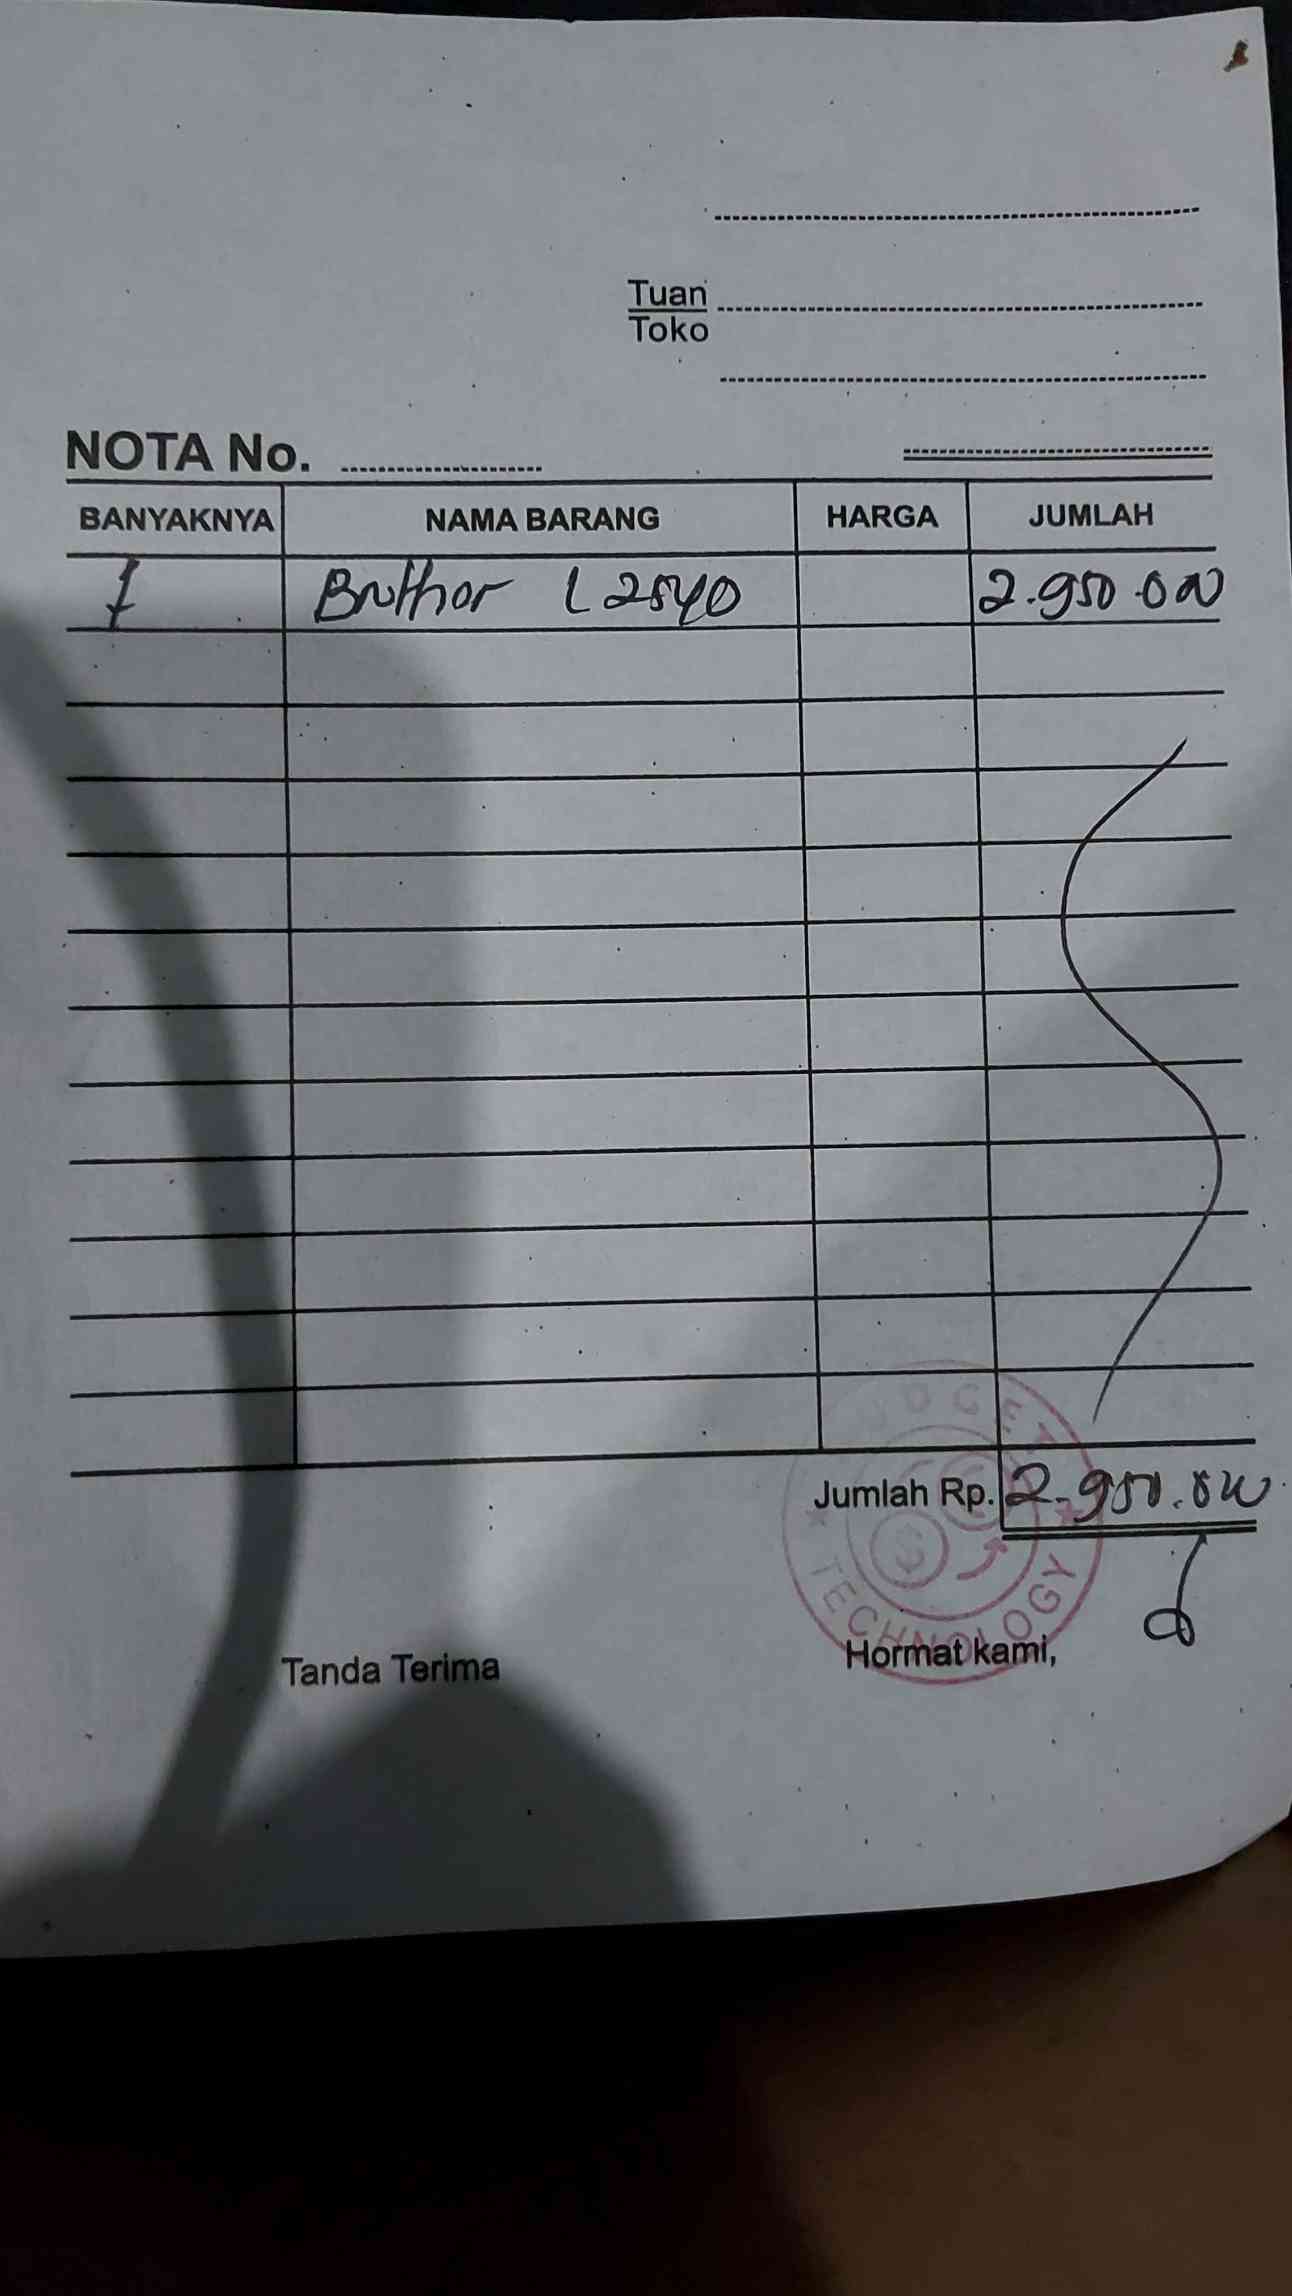 Tuan
Toko
NOTA No.
BANYAKNYA NAMA BARANG HARGA JUMLAH
1 Brother L2540 2.950.000
Jumlah Rp. 2.950.000
TECHNOLOGY
Tanda Terima Hormat kami,